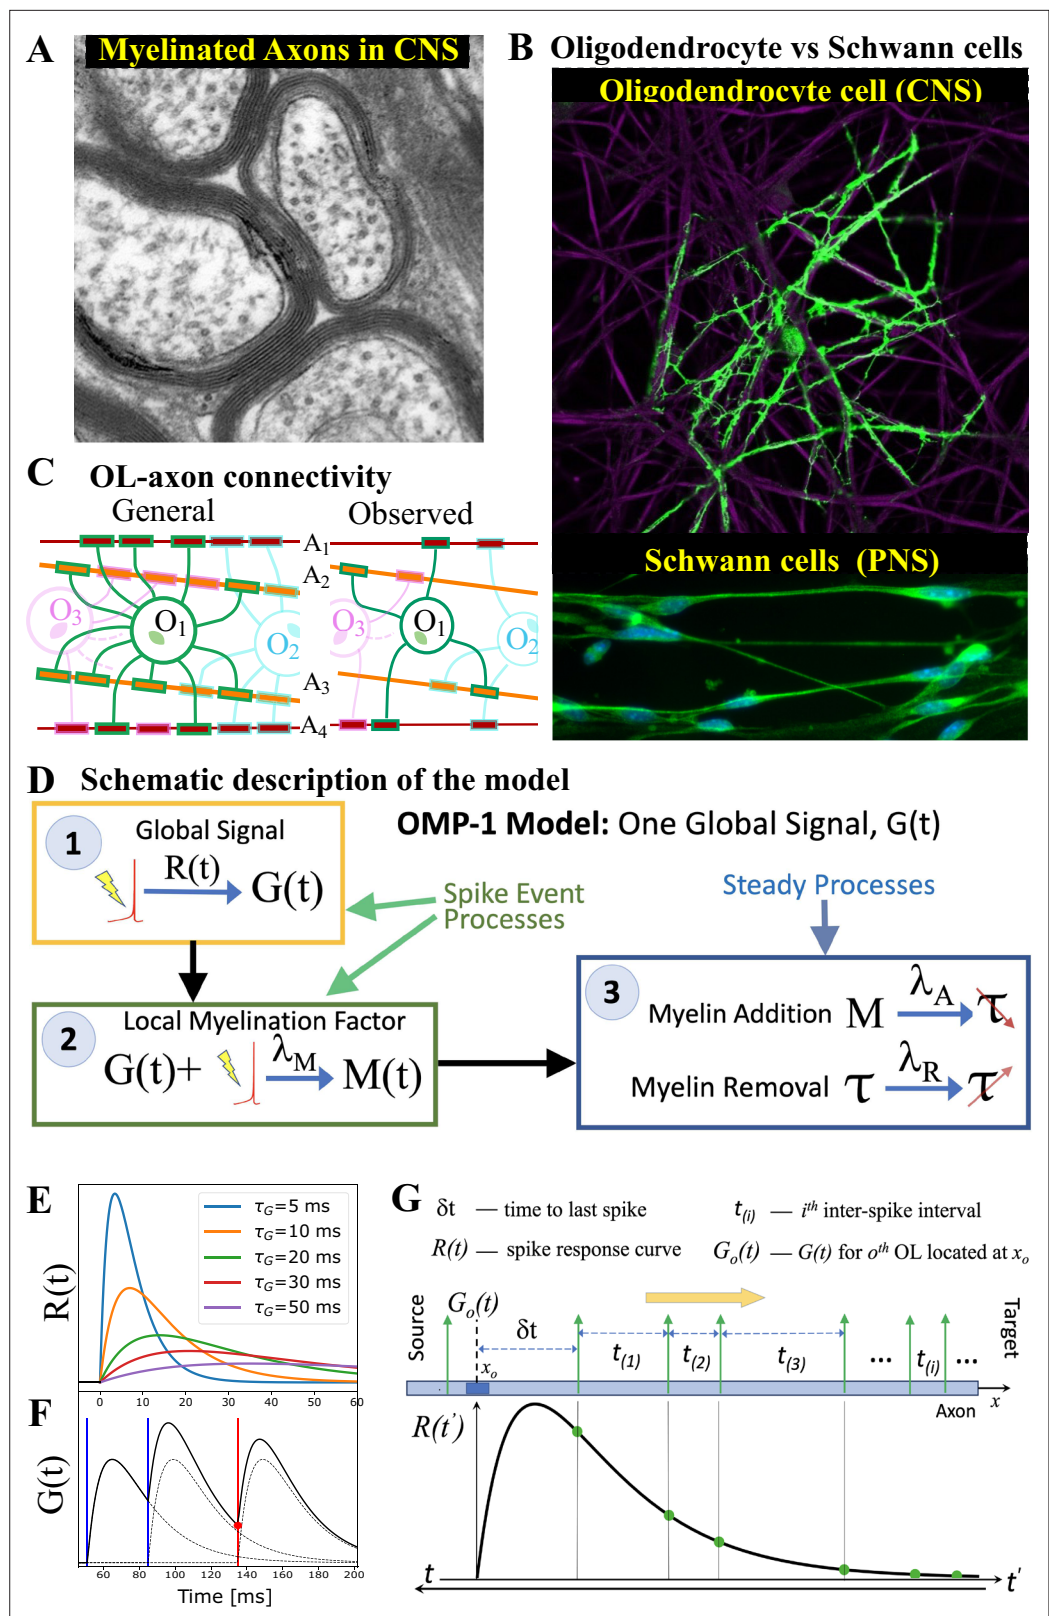 A
Myelinated Axons in CNS
B
Oligodendrocyte vs Schwann cells
Oligodendrocyte cell (CNS)
Schwann cells (PNS)
C
OL-axon connectivity
General
Observed
A1
A2
A3
A4
O3
O1
O2
O3
O1
O2
D
Schematic description of the model
OMP-1 Model: One Global Signal, G(t)
1
Global Signal
R(t)
G(t)
Spike Event
Processes
Steady Processes
2
Local Myelination Factor
G(t)+
λM
M(t)
3
Myelin Addition M λA τ
Myelin Removal τ λR τ
E
R(t)
τG=5 ms
τG=10 ms
τG=20 ms
τG=30 ms
τG=50 ms
0 10 20 30 40 50 60
F
G(t)
60 80 100 120 140 160 180 200
Time [ms]
G
δt — time to last spike
t(i) — ith inter-spike interval
R(t) — spike response curve
Go(t) — G(t) for oth OL located at xo
Source
Go(t)
δt
xo
t(1)
t(2)
t(3)
...
t(i)
...
Target
x
Axon
R(t')
t
t'